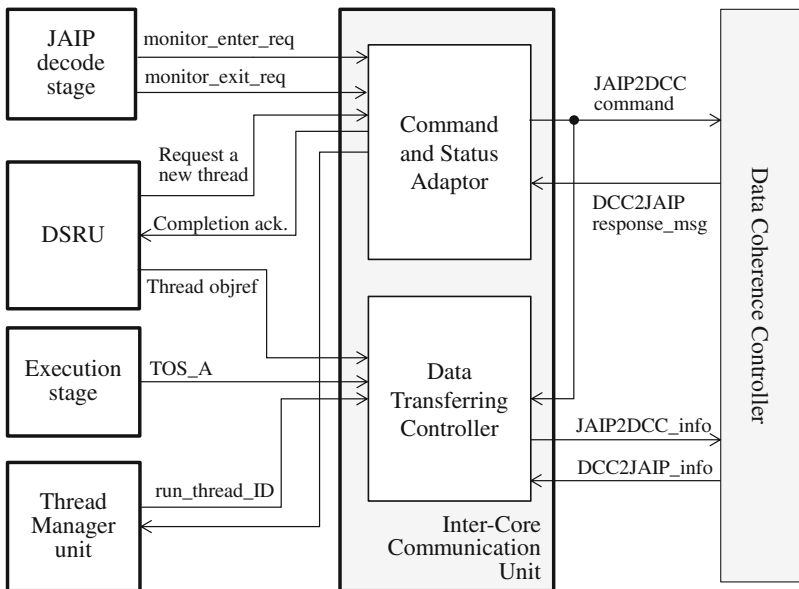 JAIP
decode
stage
monitor_enter_req
monitor_exit_req
Request a
new thread
DSRU
Completion ack.
Thread objref
Execution
stage
TOS_A
Thread
Manager
unit
run_thread_ID
Command
and Status
Adaptor
Data
Transferring
Controller
Inter-Core
Communication
Unit
JAIP2DCC
command
DCC2JAIP
response_msg
JAIP2DCC_info
DCC2JAIP_info
Data Coherence Controller